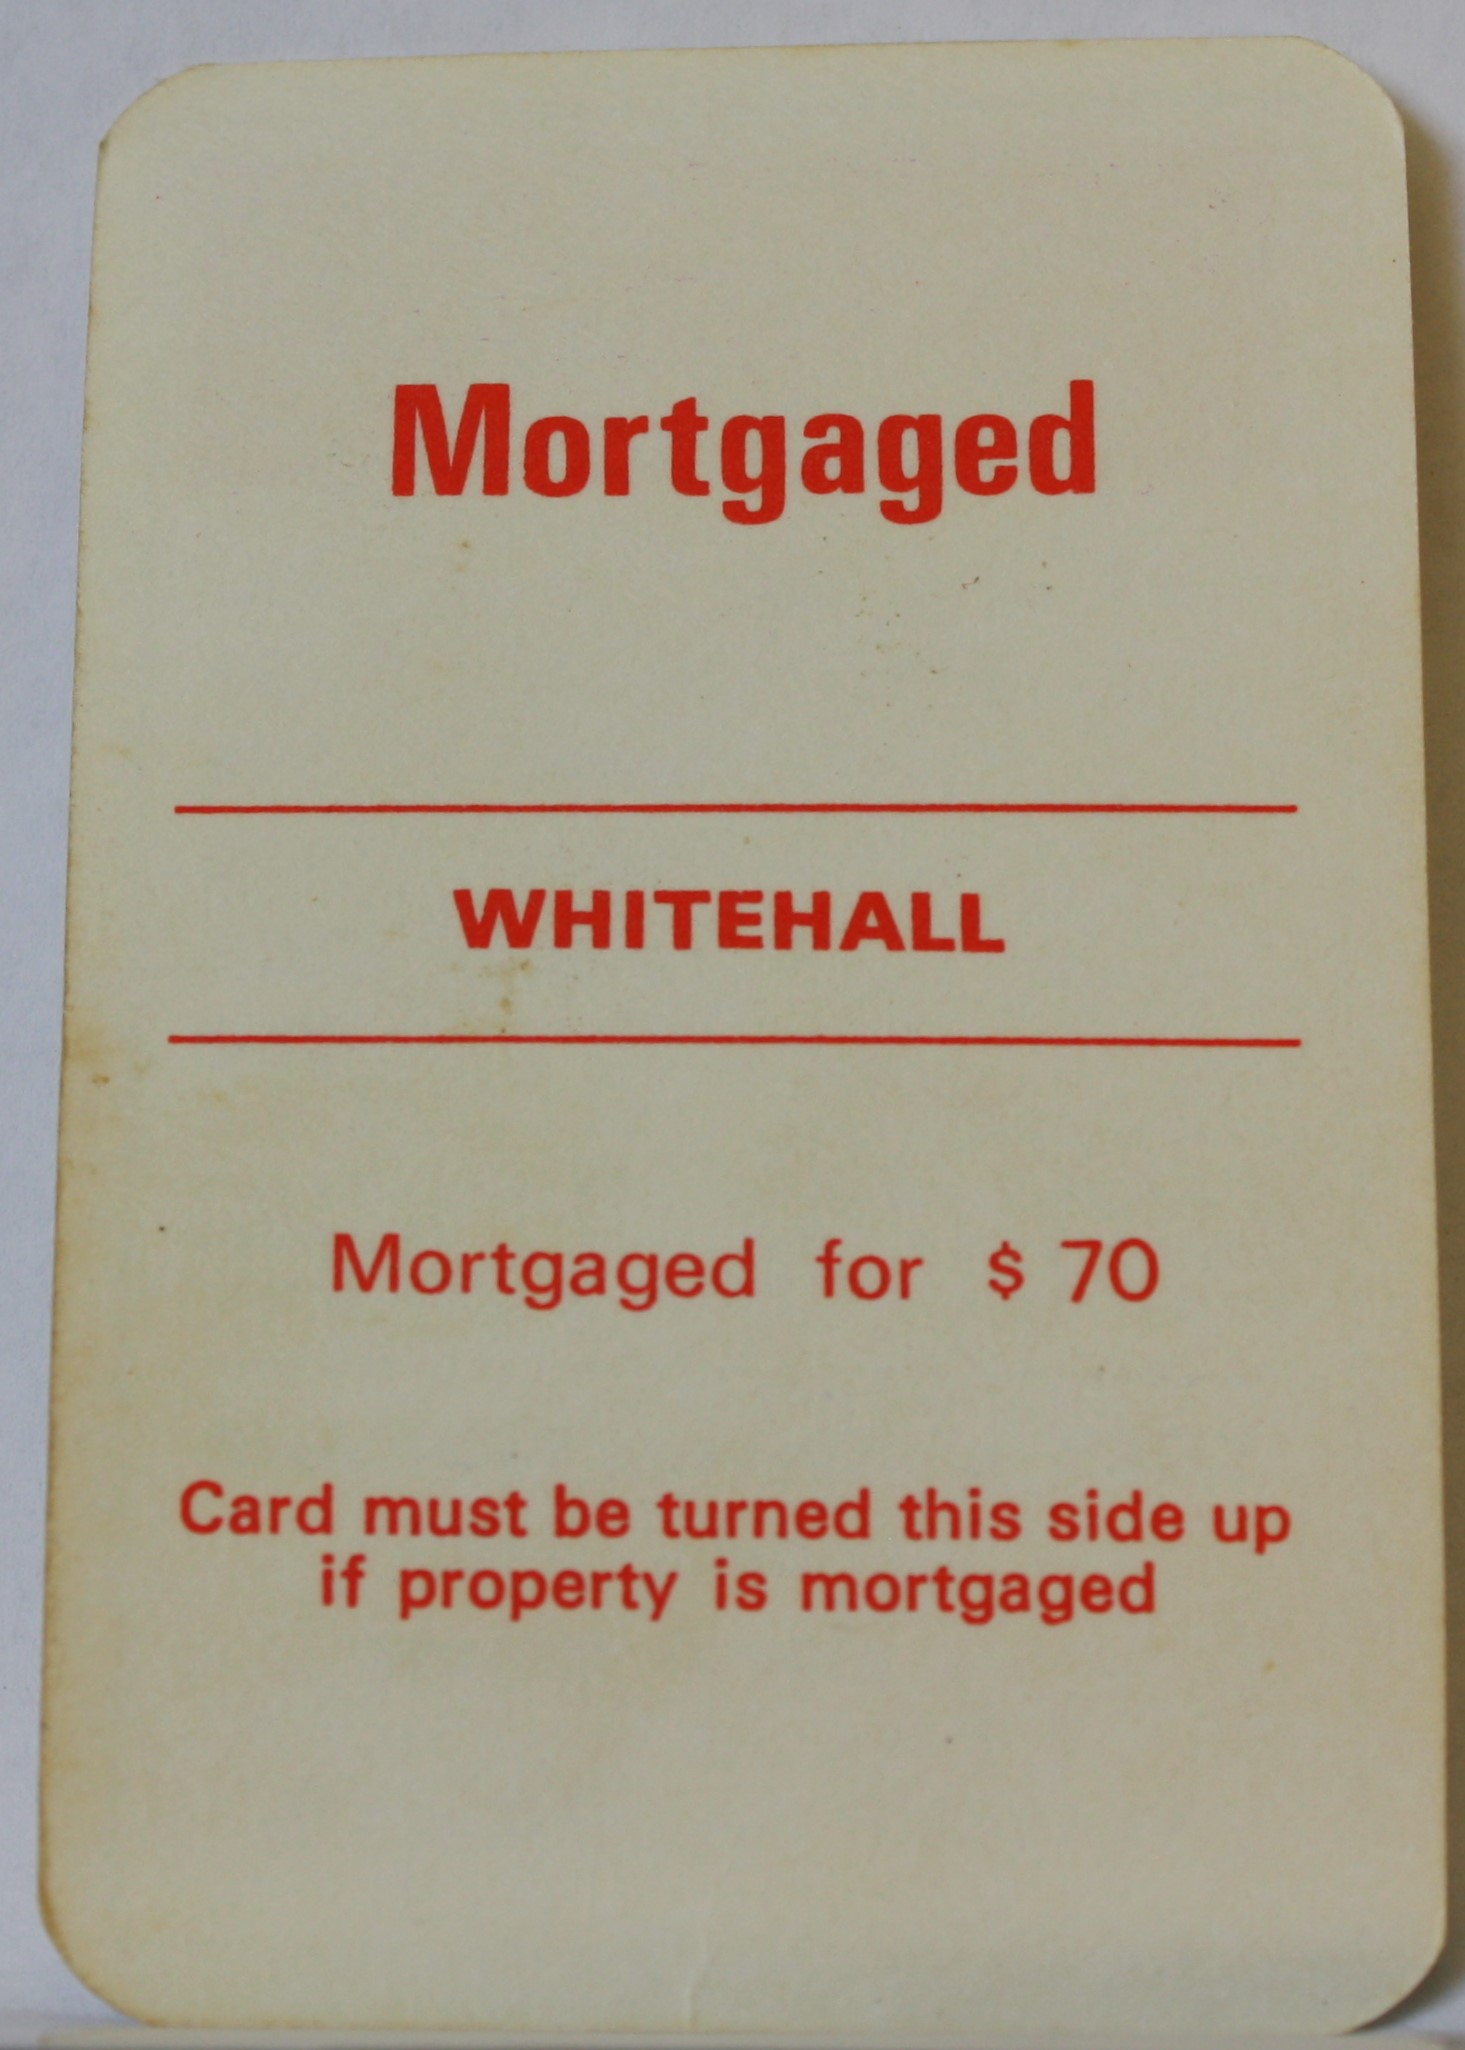 Mortgaged
WHITEHALL
Mortgaged for $ 70
Card must be turned this side up
if property is mortgaged